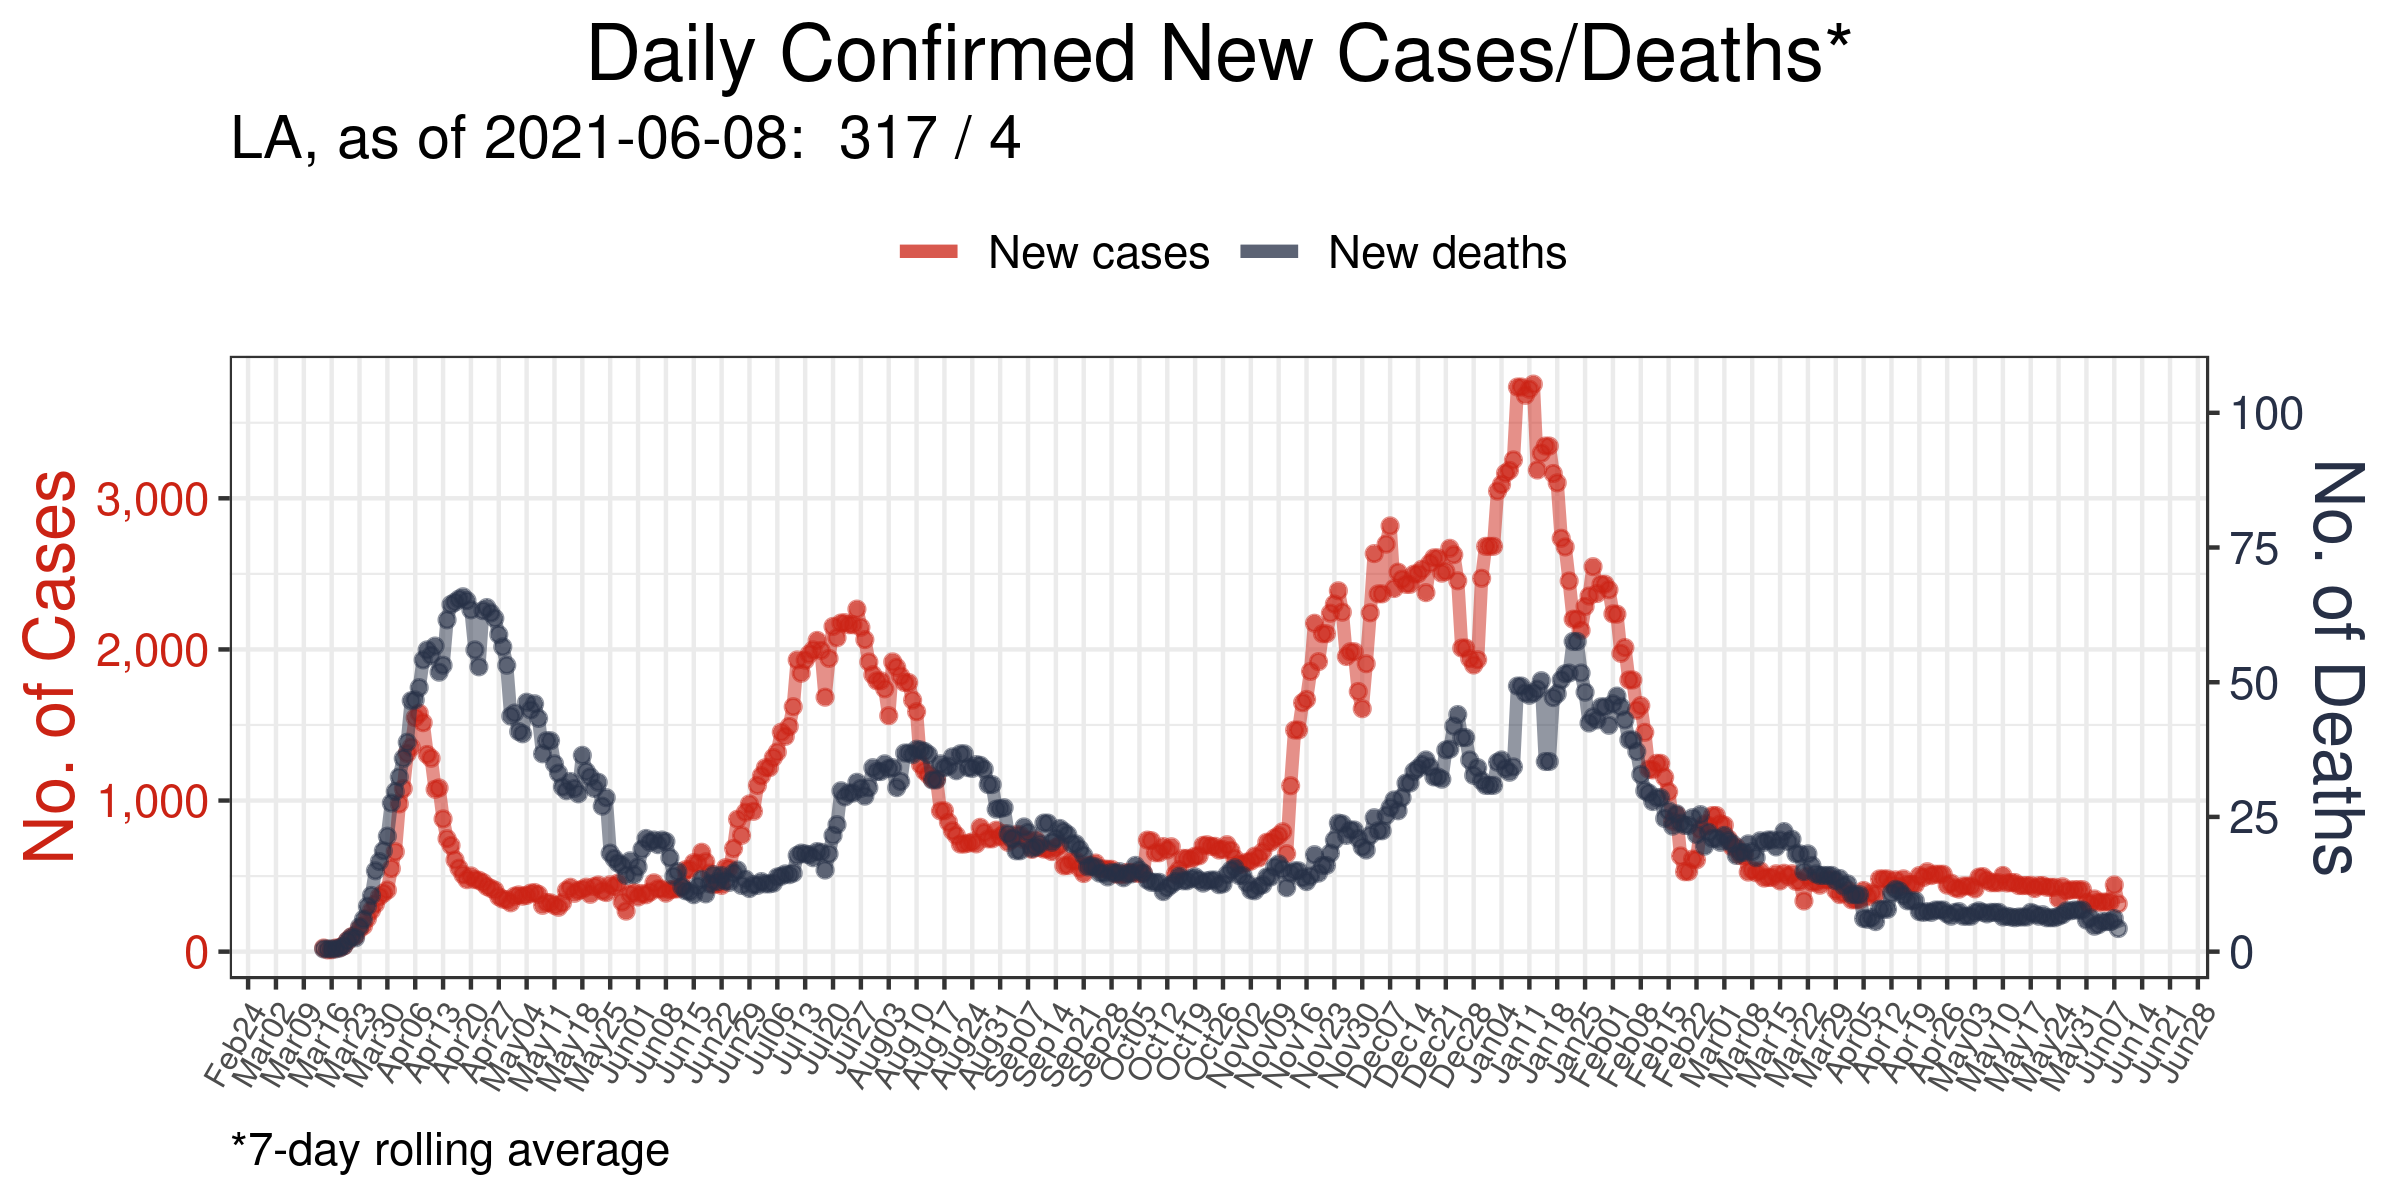 Daily Confirmed New Cases/Deaths*
LA, as of 2021-06-08:  317 / 4
New cases
New deaths
No. of Cases
3,000
2,000
1,000
0
100
75
50
25
0
No. of Deaths
Feb24
Mar02
Mar09
Mar16
Mar23
Mar30
Apr06
Apr13
Apr20
Apr27
May04
May11
May18
May25
Jun01
Jun08
Jun15
Jun22
Jun29
Jul06
Jul13
Jul20
Jul27
Aug03
Aug10
Aug17
Aug24
Aug31
Sep07
Sep14
Sep21
Sep28
Oct05
Oct12
Oct19
Oct26
Nov02
Nov09
Nov16
Nov23
Nov30
Dec07
Dec14
Dec21
Dec28
Jan04
Jan11
Jan18
Jan25
Feb01
Feb08
Feb15
Feb22
Mar01
Mar08
Mar15
Mar22
Mar29
Apr05
Apr12
Apr19
Apr26
May03
May10
May17
May24
May31
Jun07
Jun14
Jun21
Jun28
*7-day rolling average